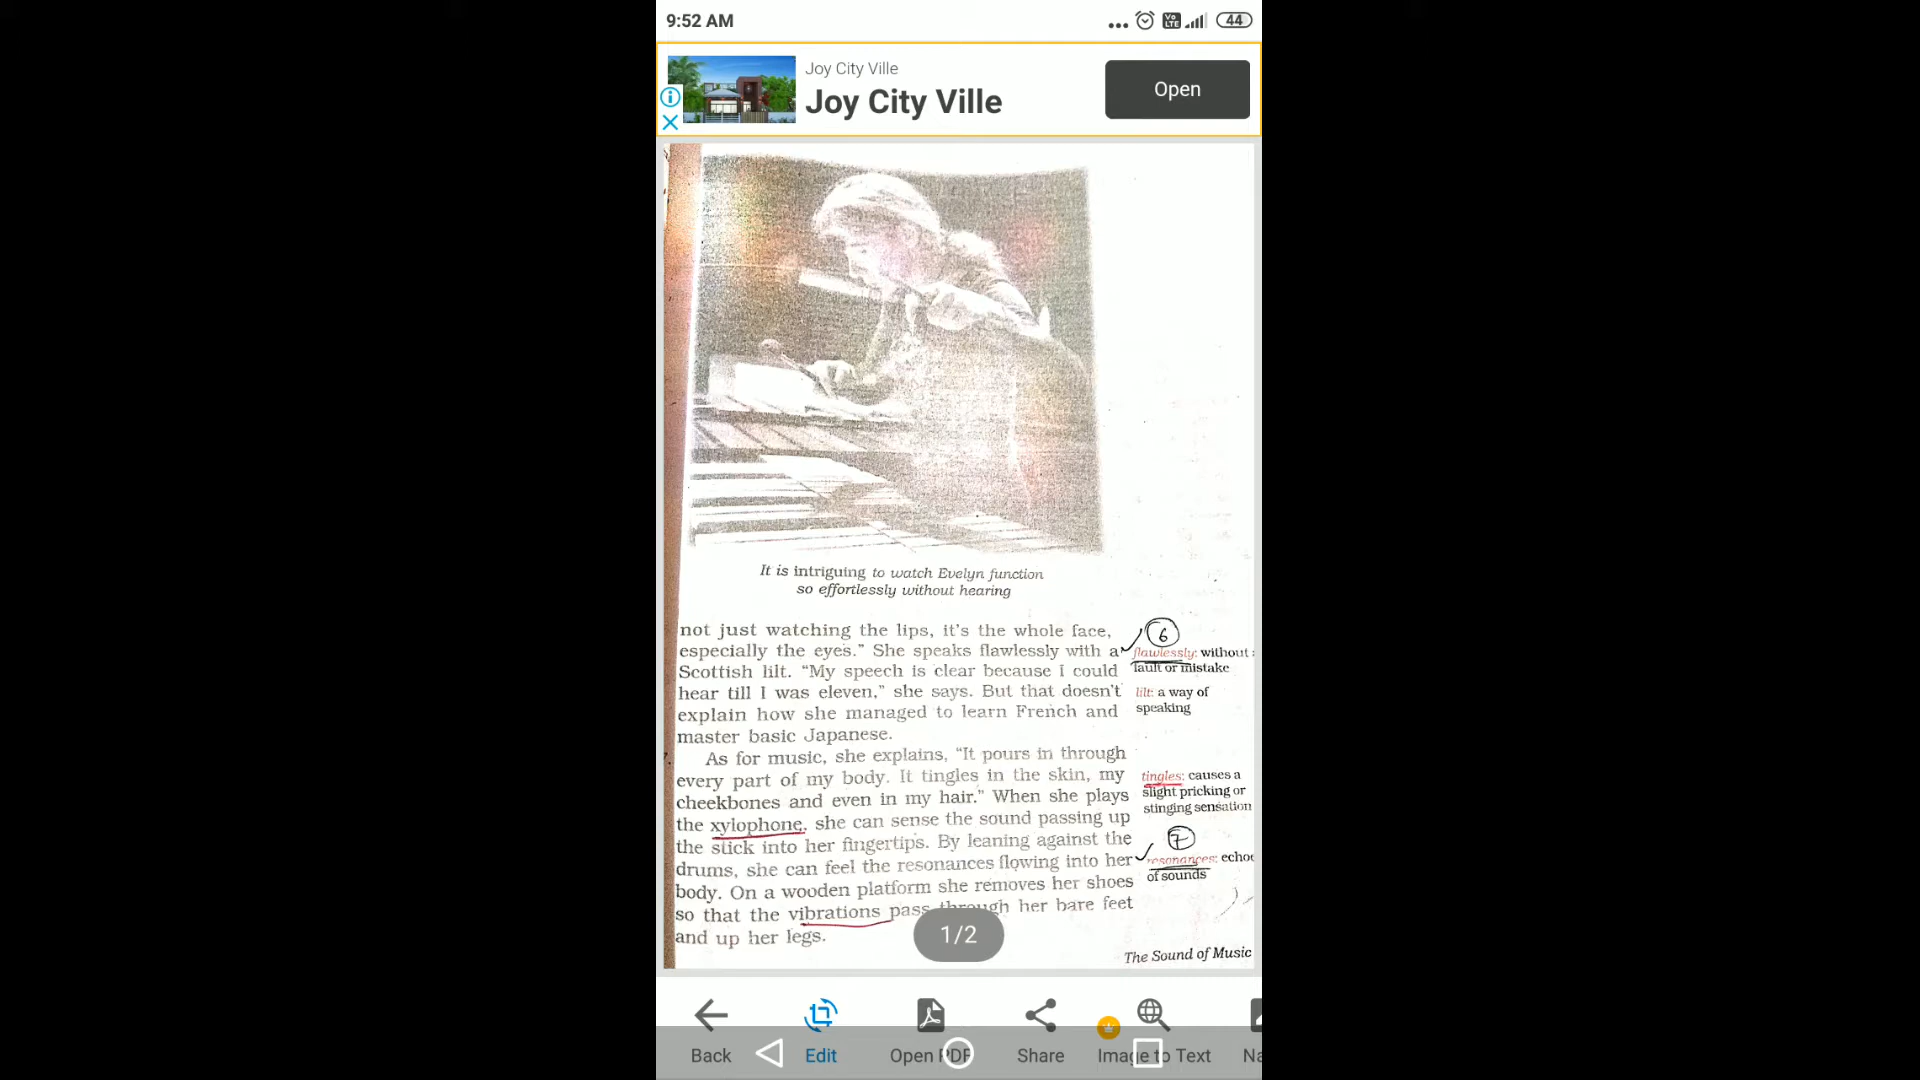 9:52 AM
44
Joy City Ville
Joy City Ville
Open
It is intriguing to watch Evelyn function
so effortlessly without hearing
not just watching the lips, it's the whole face,
especially the eyes." She speaks flawlessly with a
Scottish lilt. "My speech is clear because I could
hear till I was eleven," she says. But that doesn't
explain how she managed to learn French and
master basic Japanese.
As for music, she explains, "It pours in through
every part of my body. It tingles in the skin, my
cheekbones and even in my hair." When she plays
the xylophone, she can sense the sound passing up
the stick into her fingertips. By leaning against the
drums, she can feel the resonances flowing into her
body. On a wooden platform she removes her shoes
so that the vibrations pass through her bare feet
and up her legs.
6
flawlessly: without
fault or mistake
lilt: a way of
speaking
tingles: causes a
slight pricking or
stinging sensation
7
resonances: echo
of sounds
1/2
The Sound of Music
Back
Edit
Open PDF
Share
Image to Text
Na